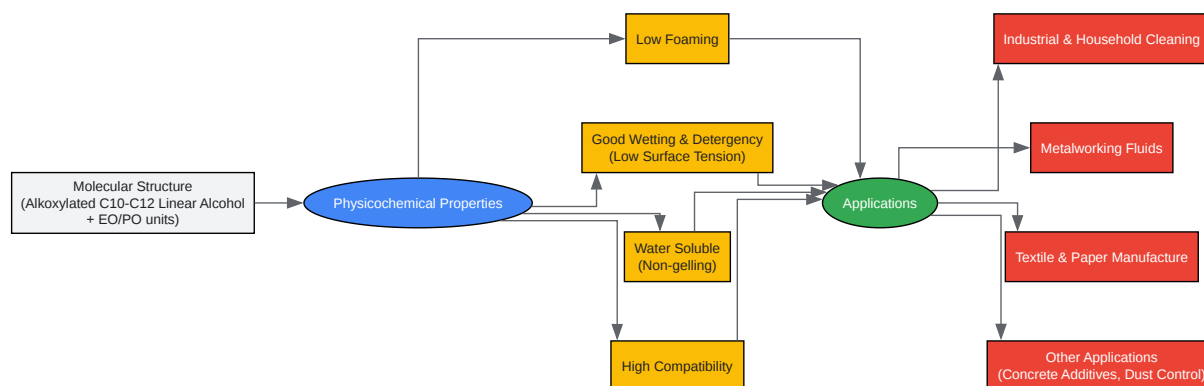 Molecular Structure
(Alkoxylated C10-C12 Linear Alcohol
+ EO/PO units)
Physicochemical Properties
Low Foaming
Good Wetting & Detergency
(Low Surface Tension)
Water Soluble
(Non-gelling)
High Compatibility
Applications
Industrial & Household Cleaning
Metalworking Fluids
Textile & Paper Manufacture
Other Applications
(Concrete Additives, Dust Control)